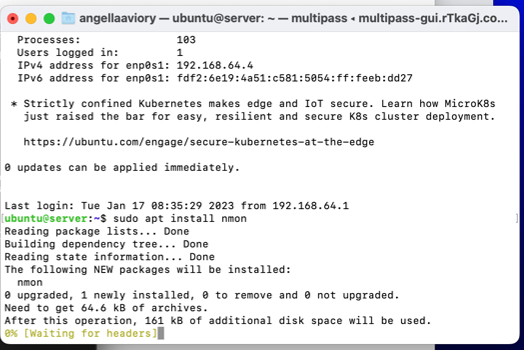 angellaaviory — ubuntu@server: ~ — multipass ◂ multipass-gui.rTkaGj.co...
Processes: 103
Users logged in: 1
IPv4 address for enp0s1: 192.168.64.4
IPv6 address for enp0s1: fdf2:6e19:4a51:c581:5054:ff:feeb:dd27
* Strictly confined Kubernetes makes edge and IoT secure. Learn how MicroK8s
just raised the bar for easy, resilient and secure K8s cluster deployment.
https://ubuntu.com/engage/secure-kubernetes-at-the-edge
0 updates can be applied immediately.
Last login: Tue Jan 17 08:35:29 2023 from 192.168.64.1
[ubuntu@server:~$ sudo apt install nmon ]
Reading package lists... Done
Building dependency tree... Done
Reading state information... Done
The following NEW packages will be installed:
nmon
0 upgraded, 1 newly installed, 0 to remove and 0 not upgraded.
Need to get 64.6 kB of archives.
After this operation, 161 kB of additional disk space will be used.
0% [Waiting for headers]